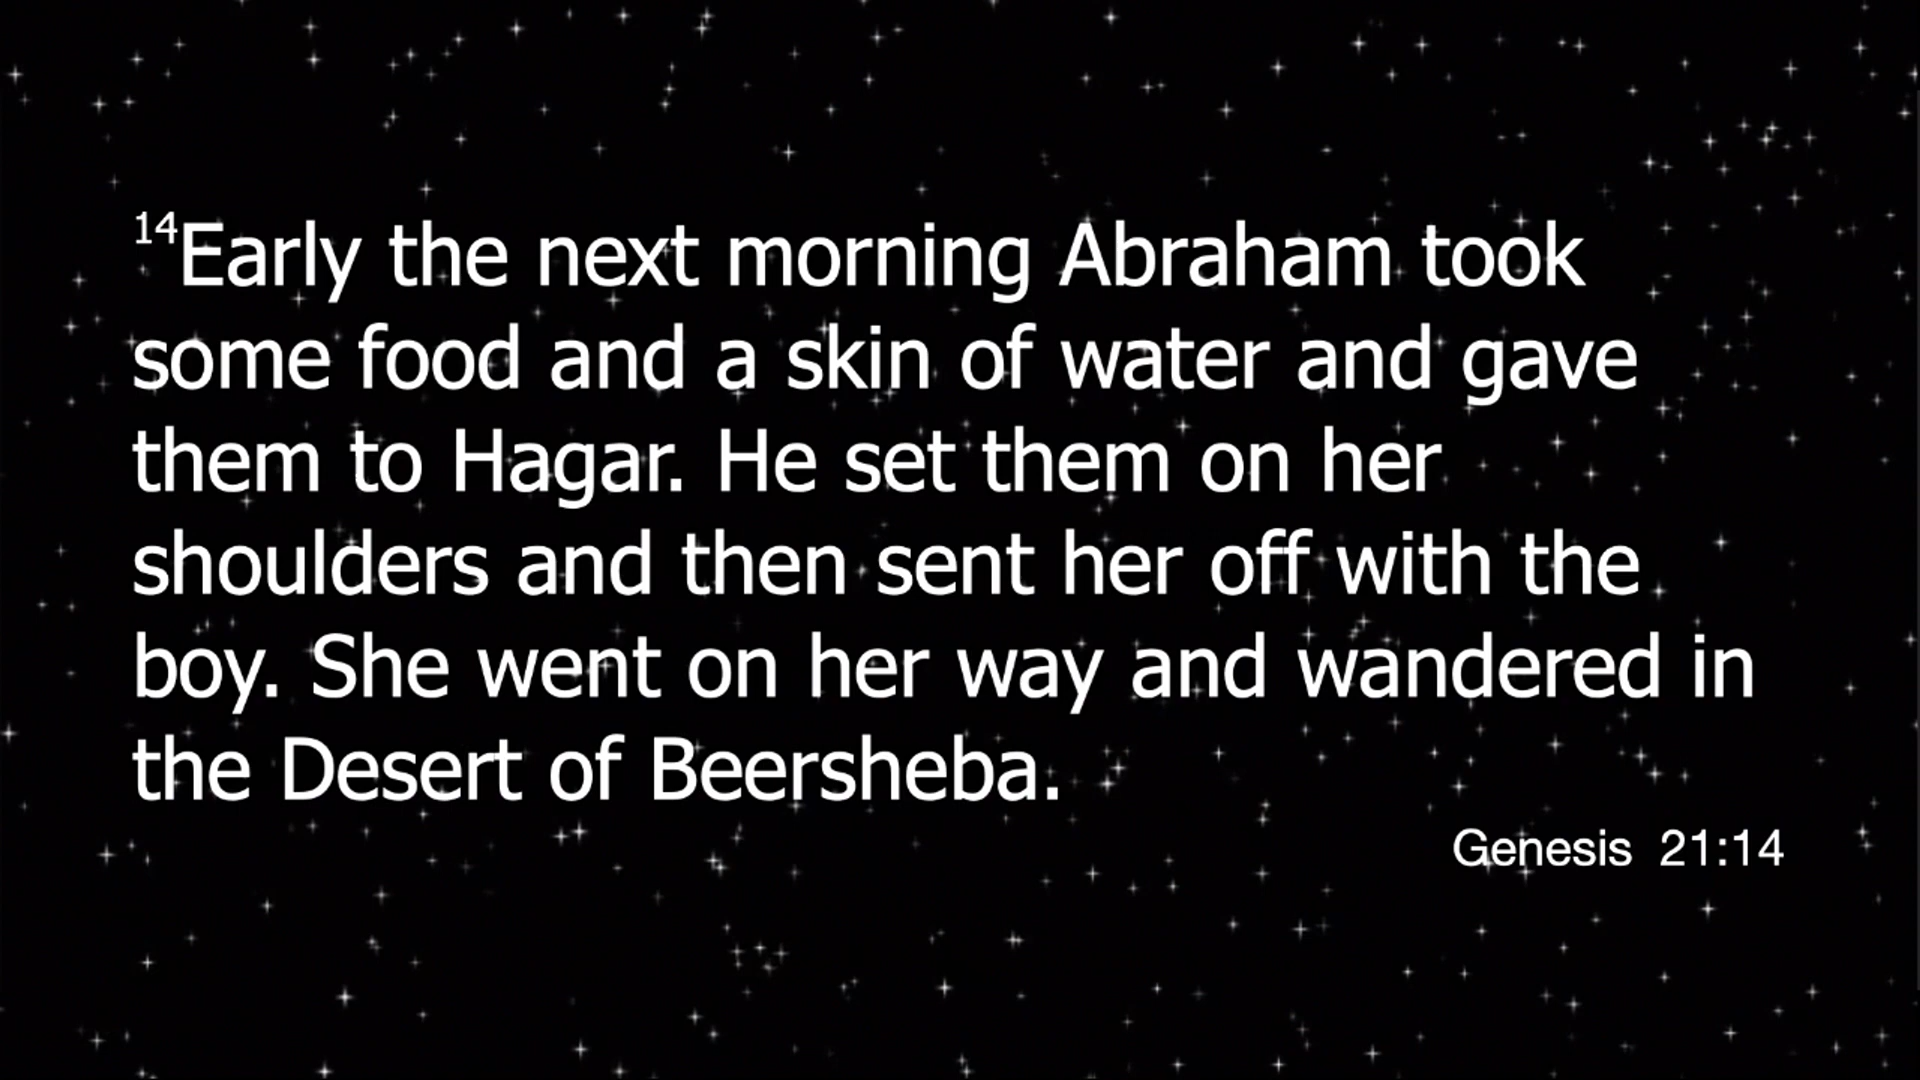 14Early the next morning Abraham took
some food and a skin of water and gave
them to Hagar. He set them on her
shoulders and then sent her off with the
boy. She went on her way and wandered in
the Desert of Beersheba.
Genesis 21:14